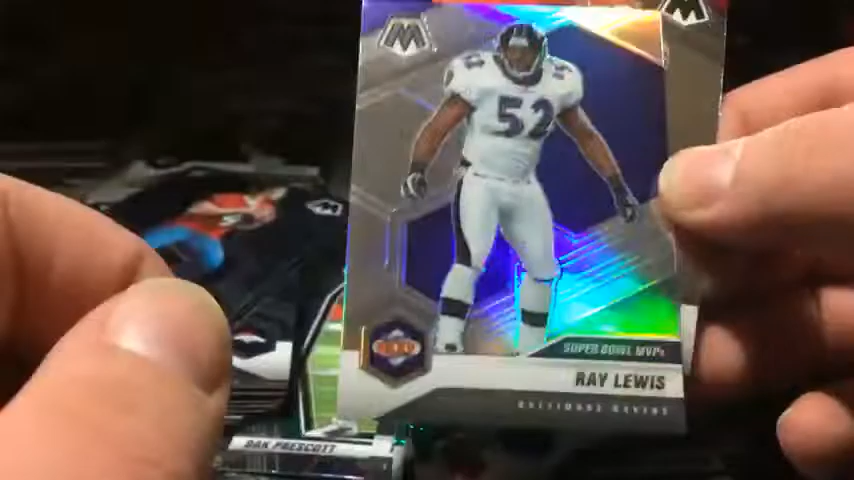 M
M
52
SUPER BOWL MVPs
RAY LEWIS
BALTIMORE RAVENS
DAK PRESCOTT